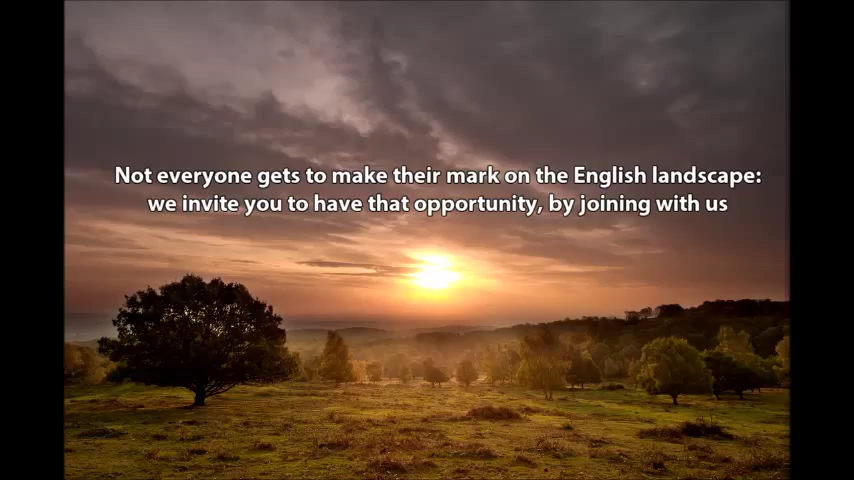 Not everyone gets to make their mark on the English landscape:
we invite you to have that opportunity, by joining with us